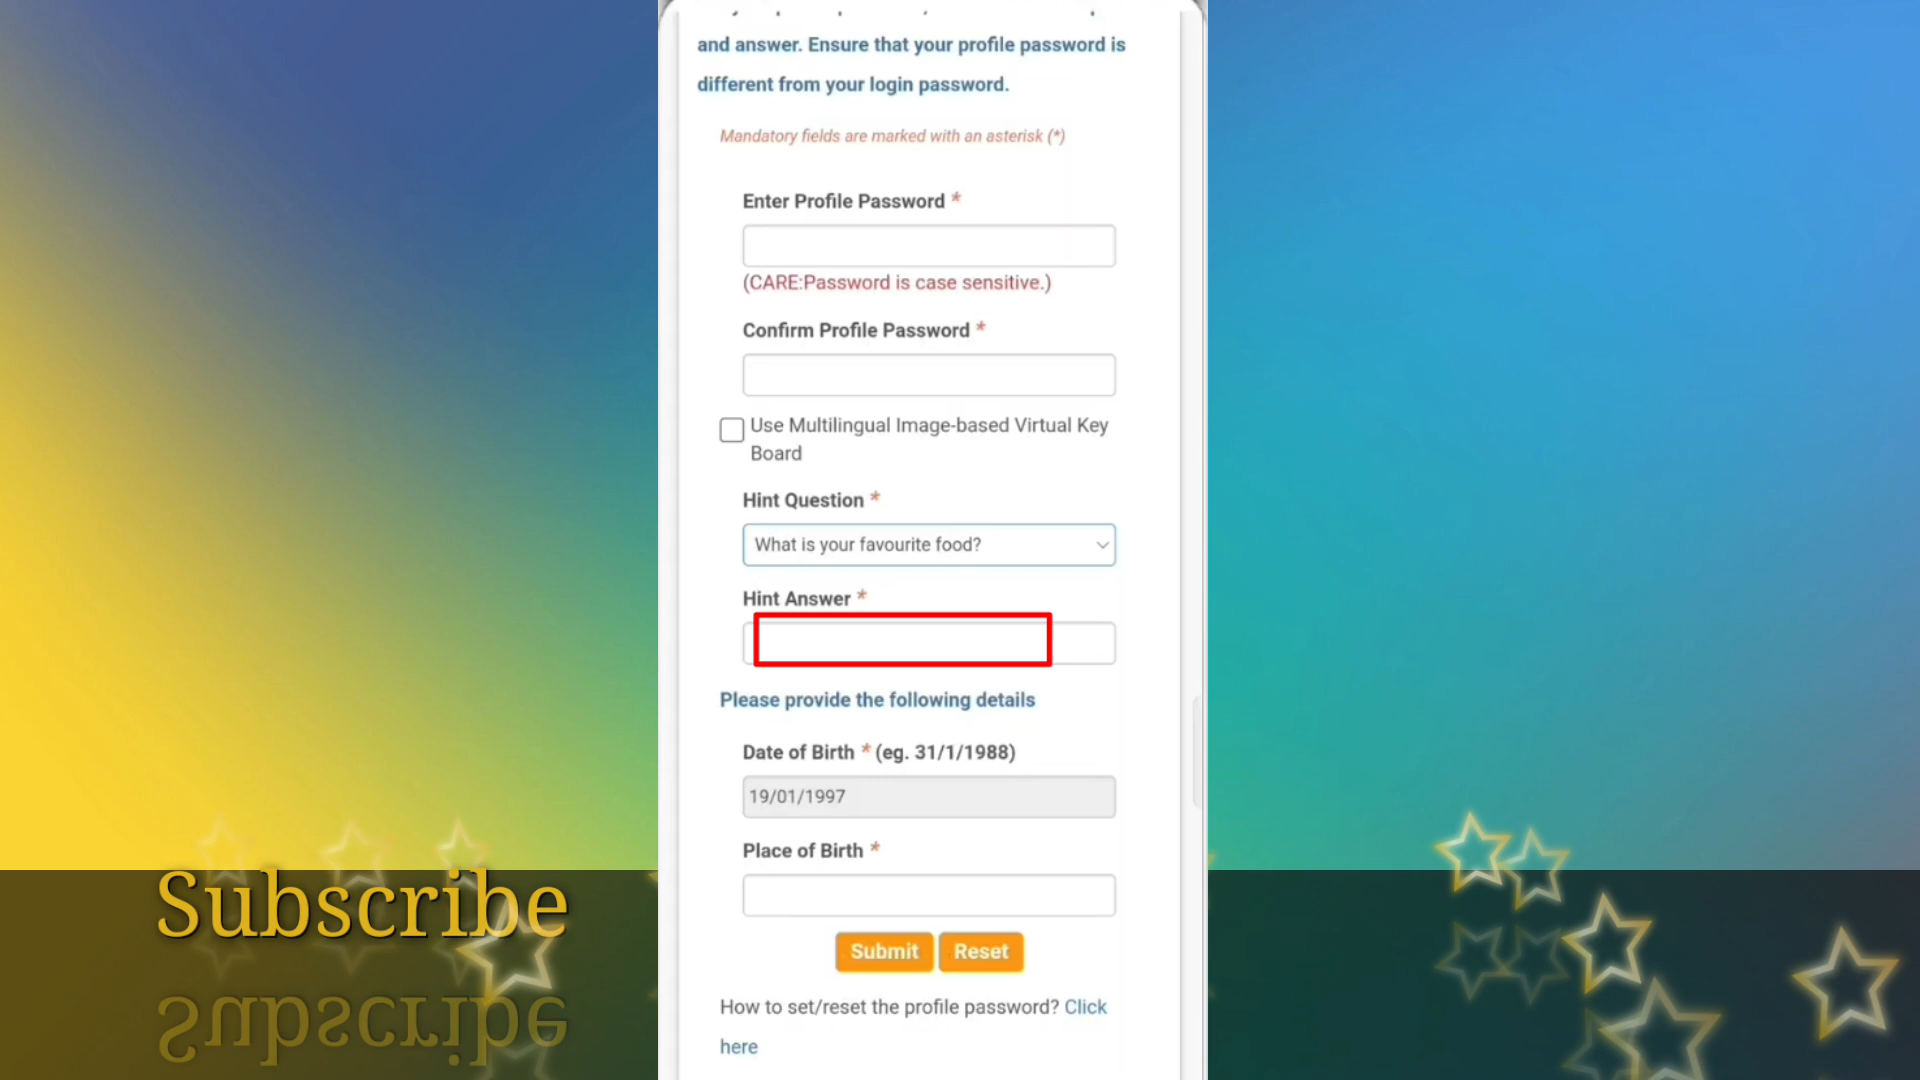 and answer. Ensure that your profile password is
different from your login password.
Mandatory fields are marked with an asterisk (*)
Enter Profile Password *
(CARE:Password is case sensitive.)
Confirm Profile Password *
Use Multilingual Image-based Virtual Key
Board
Hint Question *
What is your favourite food?
Hint Answer *
Please provide the following details
Date of Birth * (eg. 31/1/1988)
19/01/1997
Place of Birth *
Submit Reset
How to set/reset the profile password? Click
here
Subscribe